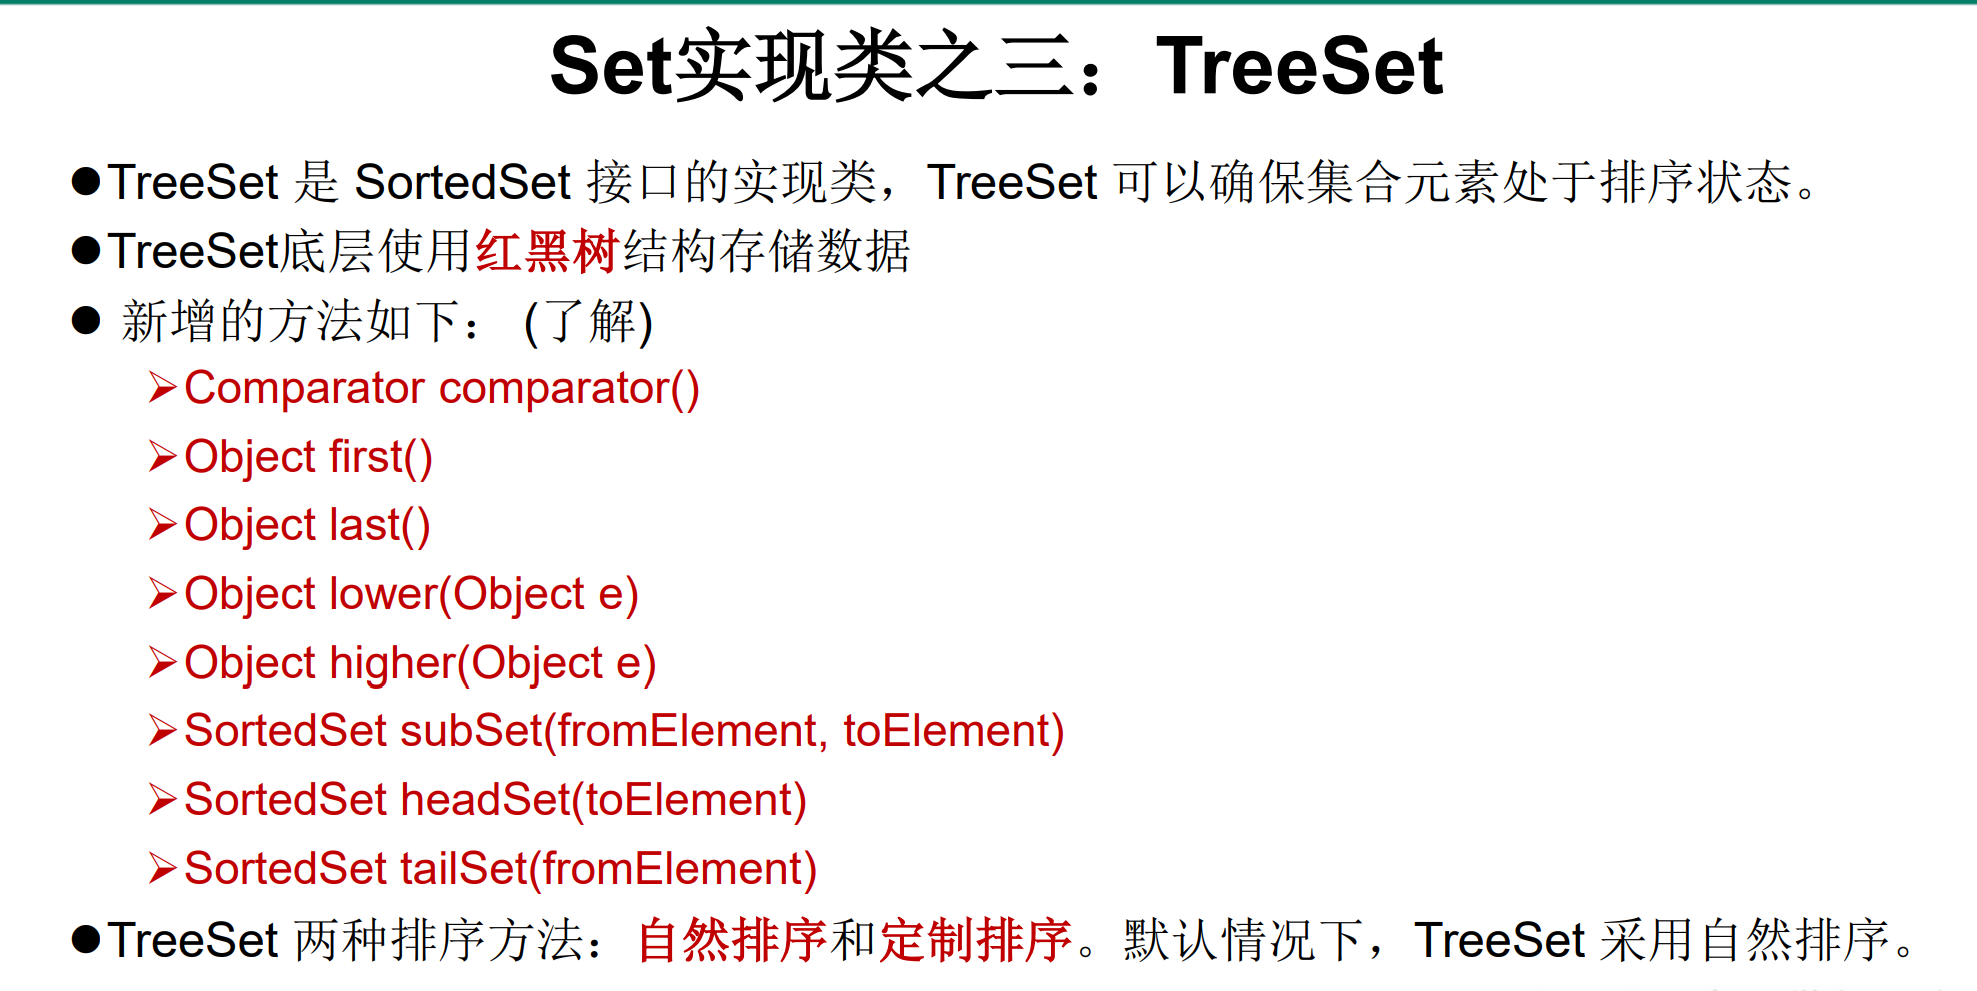 Set实现类之三：TreeSet
●TreeSet 是 SortedSet 接口的实现类，TreeSet 可以确保集合元素处于排序状态。
●TreeSet底层使用红黑树结构存储数据
● 新增的方法如下： (了解)
➢Comparator comparator()
➢Object first()
➢Object last()
➢Object lower(Object e)
➢Object higher(Object e)
➢SortedSet subSet(fromElement, toElement)
➢SortedSet headSet(toElement)
➢SortedSet tailSet(fromElement)
●TreeSet 两种排序方法：自然排序和定制排序。默认情况下，TreeSet 采用自然排序。